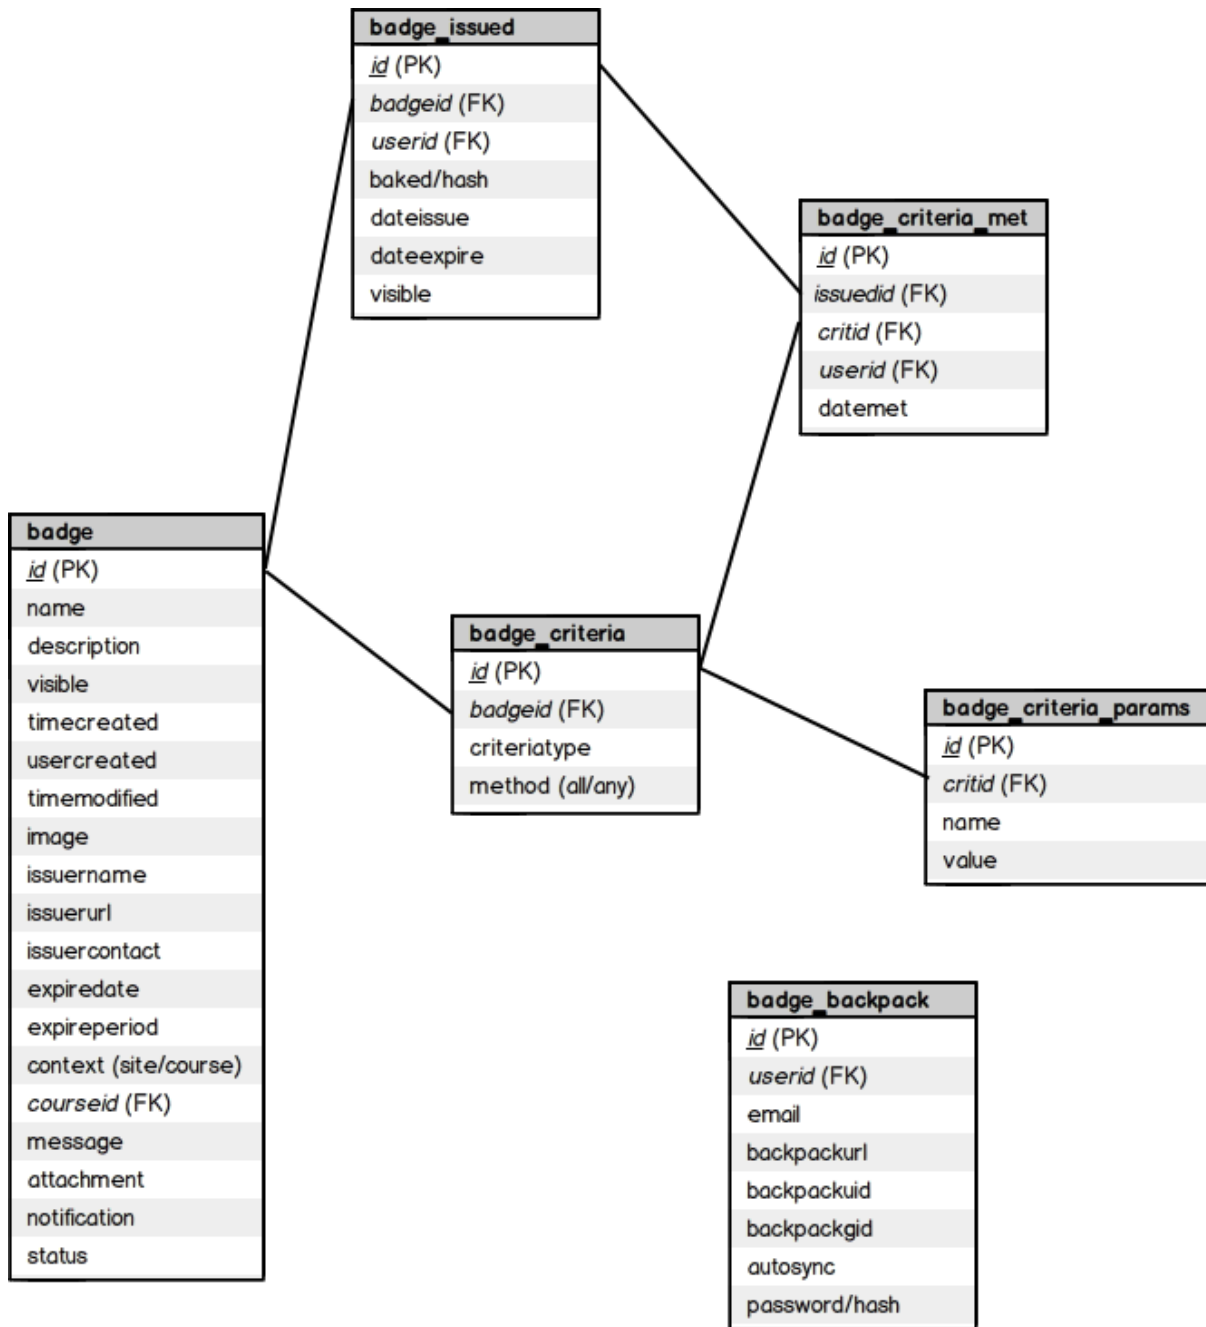 badge_issued
id (PK)
badgeid (FK)
userid (FK)
baked/hash
dateissue
dateexpire
visible
badge_criteria_met
id (PK)
issuedid (FK)
critid (FK)
userid (FK)
datemet
badge
id (PK)
name
description
visible
timecreated
usercreated
timemodified
image
issuername
issuerurl
issuercontact
expiredate
expireperiod
context (site/course)
courseid (FK)
message
attachment
notification
status
badge_criteria
id (PK)
badgeid (FK)
criteriatype
method (all/any)
badge_criteria_params
id (PK)
critid (FK)
name
value
badge_backpack
id (PK)
userid (FK)
email
backpackurl
backpackuid
backpackgid
autosync
password/hash